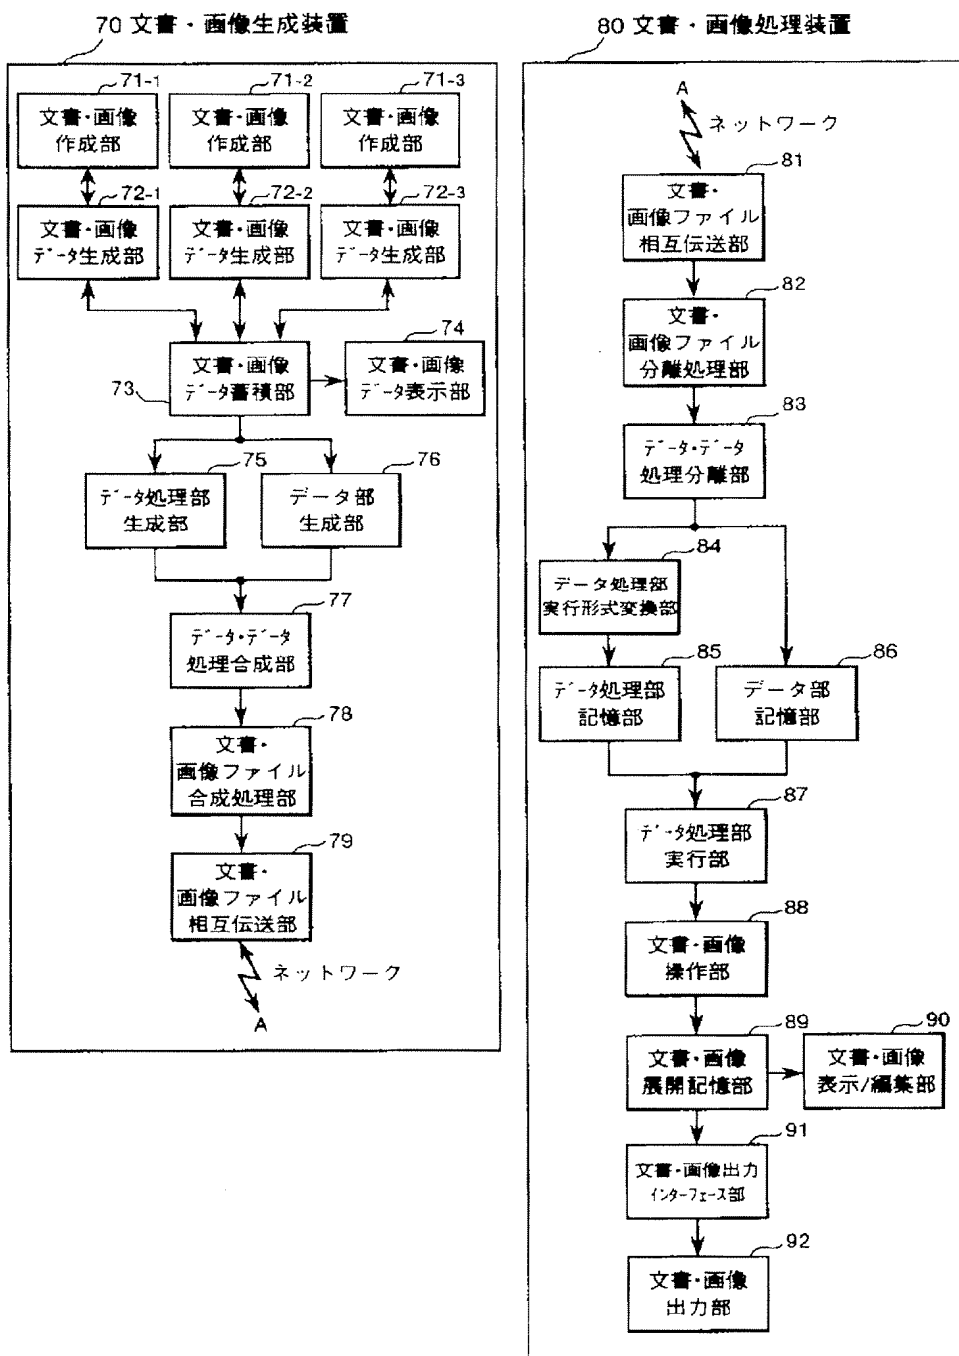 70 文書・画像生成装置
71-1
文書・画像
作成部
71-2
文書・画像
作成部
71-3
文書・画像
作成部
72-1
文書・画像
データ生成部
72-2
文書・画像
データ生成部
72-3
文書・画像
データ生成部
73
文書・画像
データ蓄積部
74
文書・画像
データ表示部
75
データ処理部
生成部
76
データ部
生成部
77
データ・データ
処理合成部
78
文書・
画像ファイル
合成処理部
79
文書・
画像ファイル
相互伝送部
ネットワーク
A
80 文書・画像処理装置
A
ネットワーク
81
文書・
画像ファイル
相互伝送部
82
文書・
画像ファイル
分離処理部
83
データ・データ
処理分離部
84
データ処理部
実行形式変換部
85
データ処理部
記憶部
86
データ部
記憶部
87
データ処理部
実行部
88
文書・画像
操作部
89
文書・画像
展開記憶部
90
文書・画像
表示/編集部
91
文書・画像出力
インターフェース部
92
文書・画像
出力部